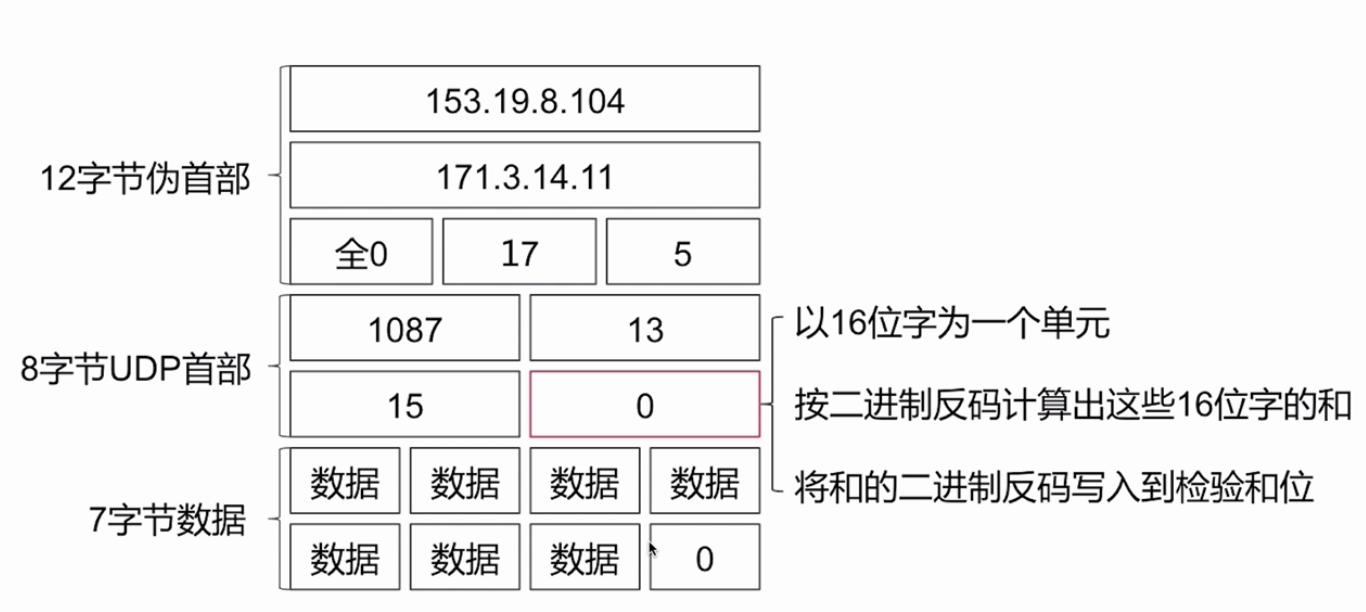 153.19.8.104
12字节伪首部
171.3.14.11
全0 17 5
1087 13
以16位字为一个单元
8字节UDP首部
15 0
按二进制反码计算出这些16位字的和
数据 数据 数据 数据
将和的二进制反码写入到检验和位
7字节数据
数据 数据 数据 0